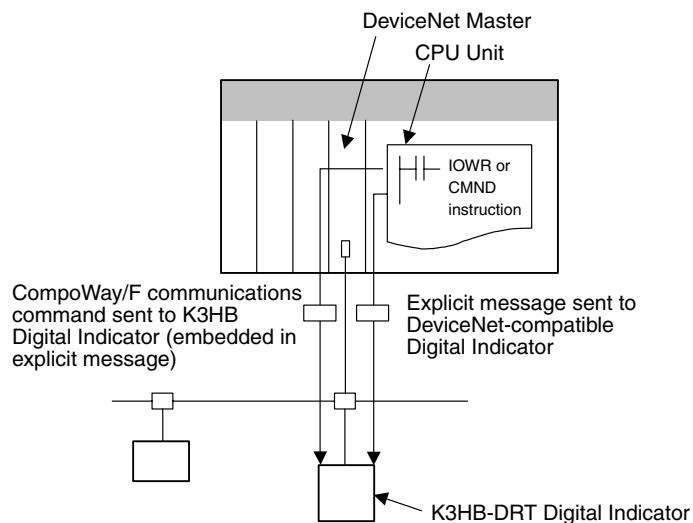 DeviceNet Master
CPU Unit
IOWR or
CMND
instruction
CompoWay/F communications
command sent to K3HB
Digital Indicator (embedded in
explicit message)
Explicit message sent to
DeviceNet-compatible
Digital Indicator
K3HB-DRT Digital Indicator